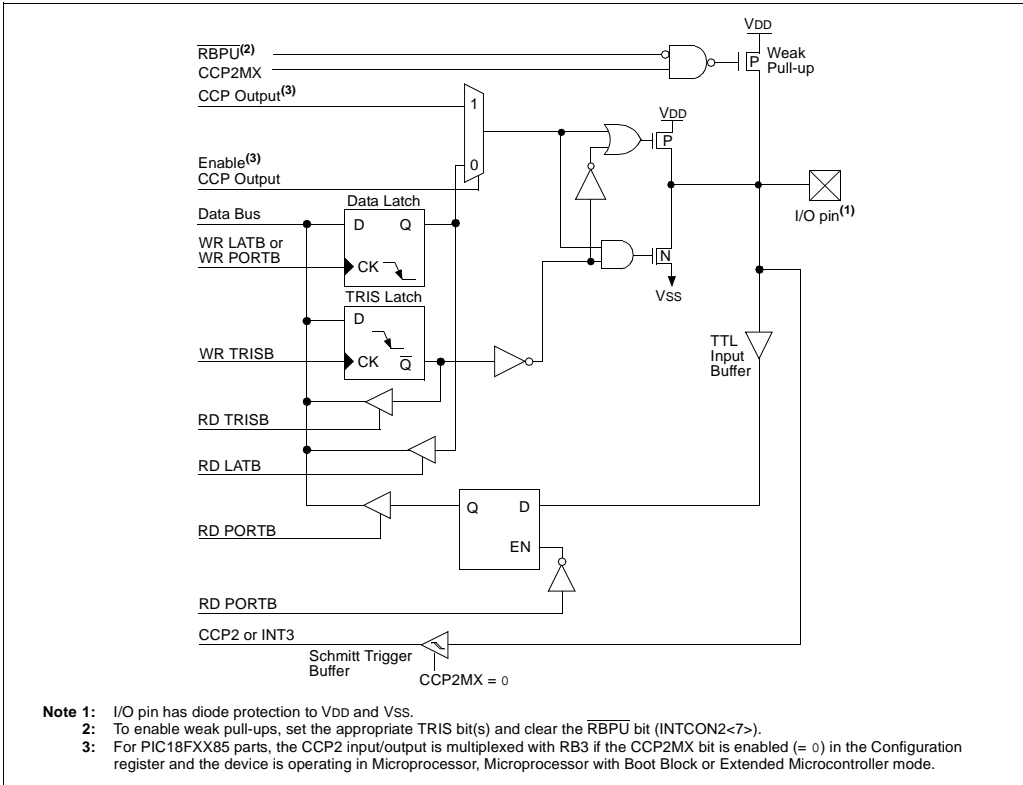 VDD
RBPU(2)
Weak
Pull-up
P
CCP2MX
CCP Output(3)
1
VDD
P
0
Enable(3)
CCP Output
Data Latch
I/O pin(1)
Data Bus
D Q
WR LATB or
WR PORTB
CK
N
VSS
TRIS Latch
D
TTL
Input
Buffer
WR TRISB
CK Q
RD TRISB
RD LATB
Q D
RD PORTB
EN
RD PORTB
CCP2 or INT3
Schmitt Trigger
Buffer
CCP2MX = 0
Note 1: I/O pin has diode protection to VDD and VSS.
2: To enable weak pull-ups, set the appropriate TRIS bit(s) and clear the RBPU bit (INTCON2<7>).
3: For PIC18FXX85 parts, the CCP2 input/output is multiplexed with RB3 if the CCP2MX bit is enabled (= 0) in the Configuration
register and the device is operating in Microprocessor, Microprocessor with Boot Block or Extended Microcontroller mode.